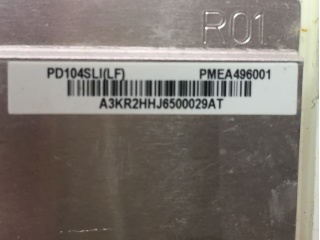 R01
PD104SLI(LF) PMEA496001
A3KR2HHJ6500029AT